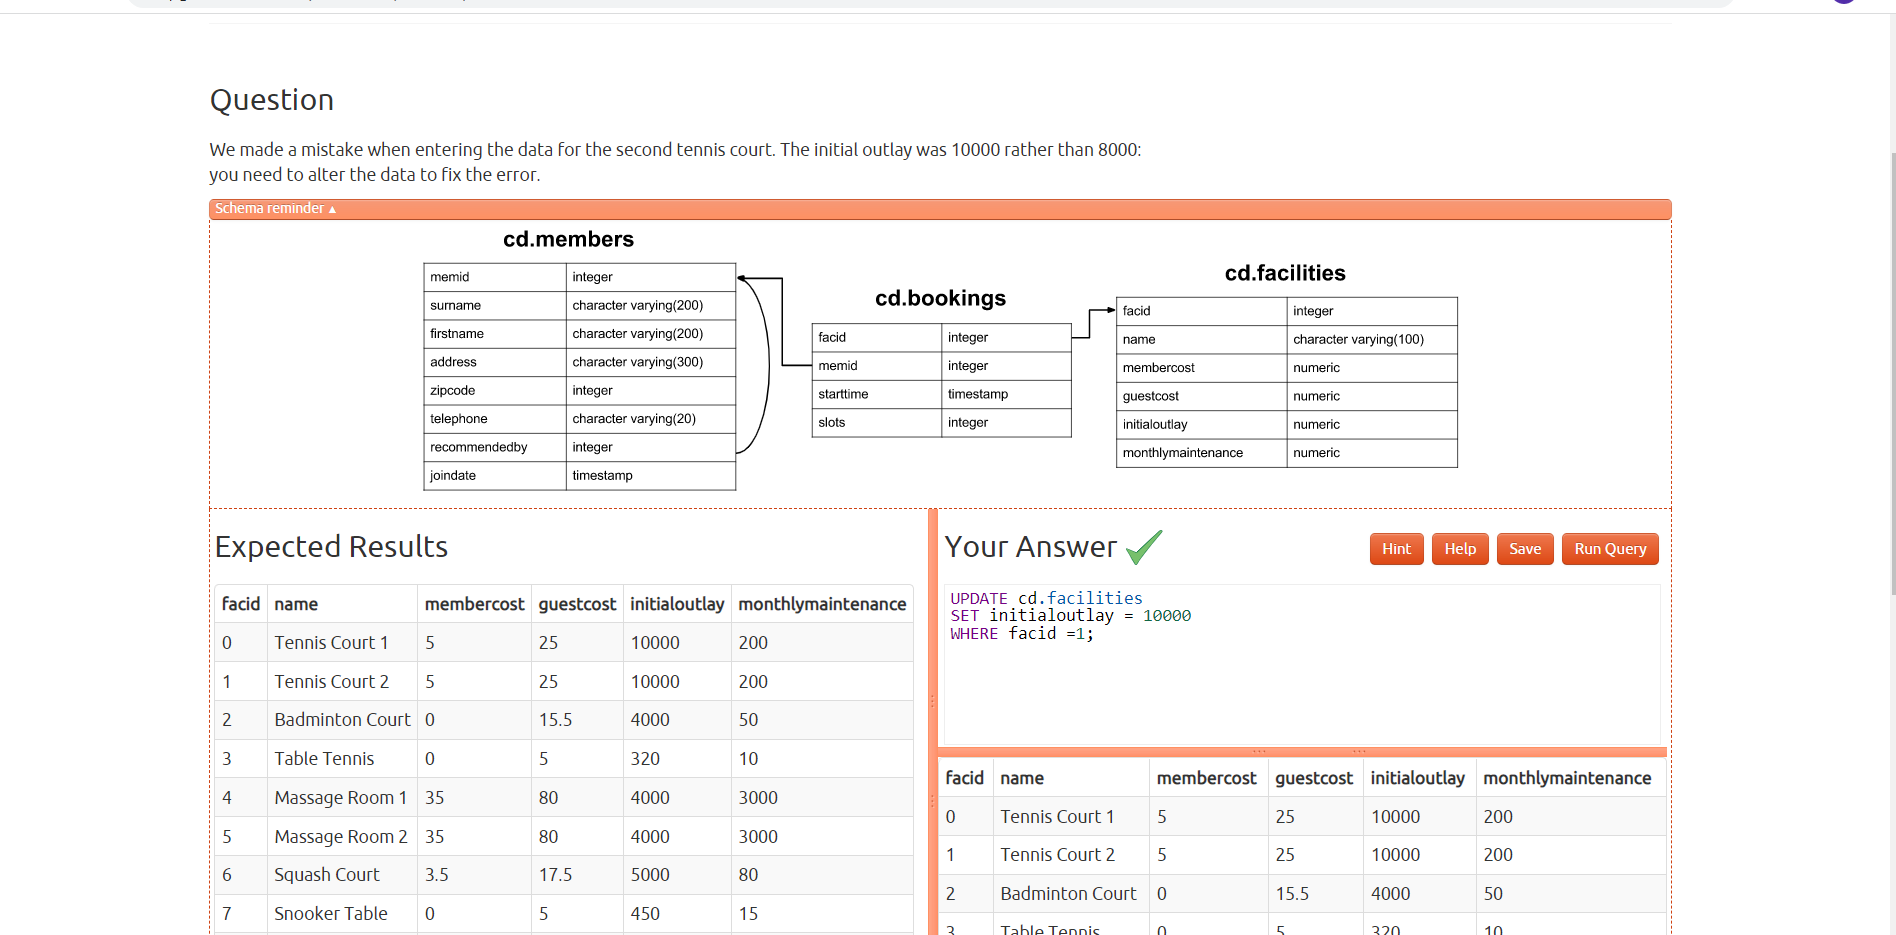 Question
We made a mistake when entering the data for the second tennis court. The initial outlay was 10000 rather than 8000:
you need to alter the data to fix the error.
Schema reminder ▲
cd.members
memid integer
surname character varying(200)
firstname character varying(200)
address character varying(300)
zipcode integer
telephone character varying(20)
recommendedby integer
joindate timestamp
cd.bookings
facid integer
memid integer
starttime timestamp
slots integer
cd.facilities
facid integer
name character varying(100)
membercost numeric
guestcost numeric
initialoutlay numeric
monthlymaintenance numeric
Expected Results
facid name membercost guestcost initialoutlay monthlymaintenance
0 Tennis Court 1 5 25 10000 200
1 Tennis Court 2 5 25 10000 200
2 Badminton Court 0 15.5 4000 50
3 Table Tennis 0 5 320 10
4 Massage Room 1 35 80 4000 3000
5 Massage Room 2 35 80 4000 3000
6 Squash Court 3.5 17.5 5000 80
7 Snooker Table 0 5 450 15
Your Answer
Hint Help Save Run Query
UPDATE cd.facilities
SET initialoutlay = 10000
WHERE facid =1;
facid name membercost guestcost initialoutlay monthlymaintenance
0 Tennis Court 1 5 25 10000 200
1 Tennis Court 2 5 25 10000 200
2 Badminton Court 0 15.5 4000 50
3 Table Tennis 0 5 320 10